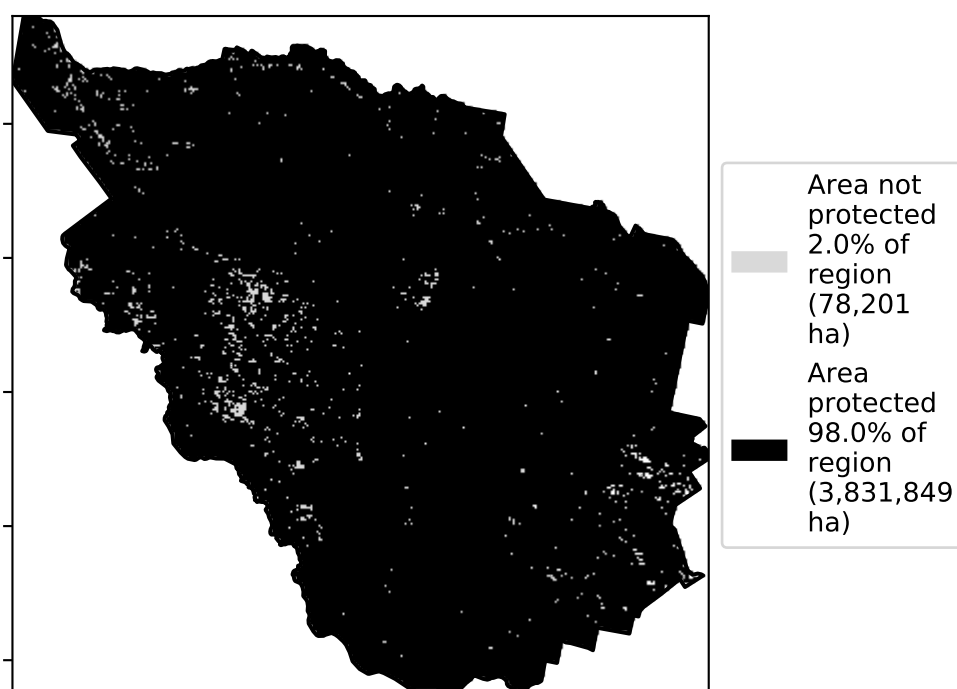 Area not
protected
2.0% of
region
(78,201
ha)
Area
protected
98.0% of
region
(3,831,849
ha)